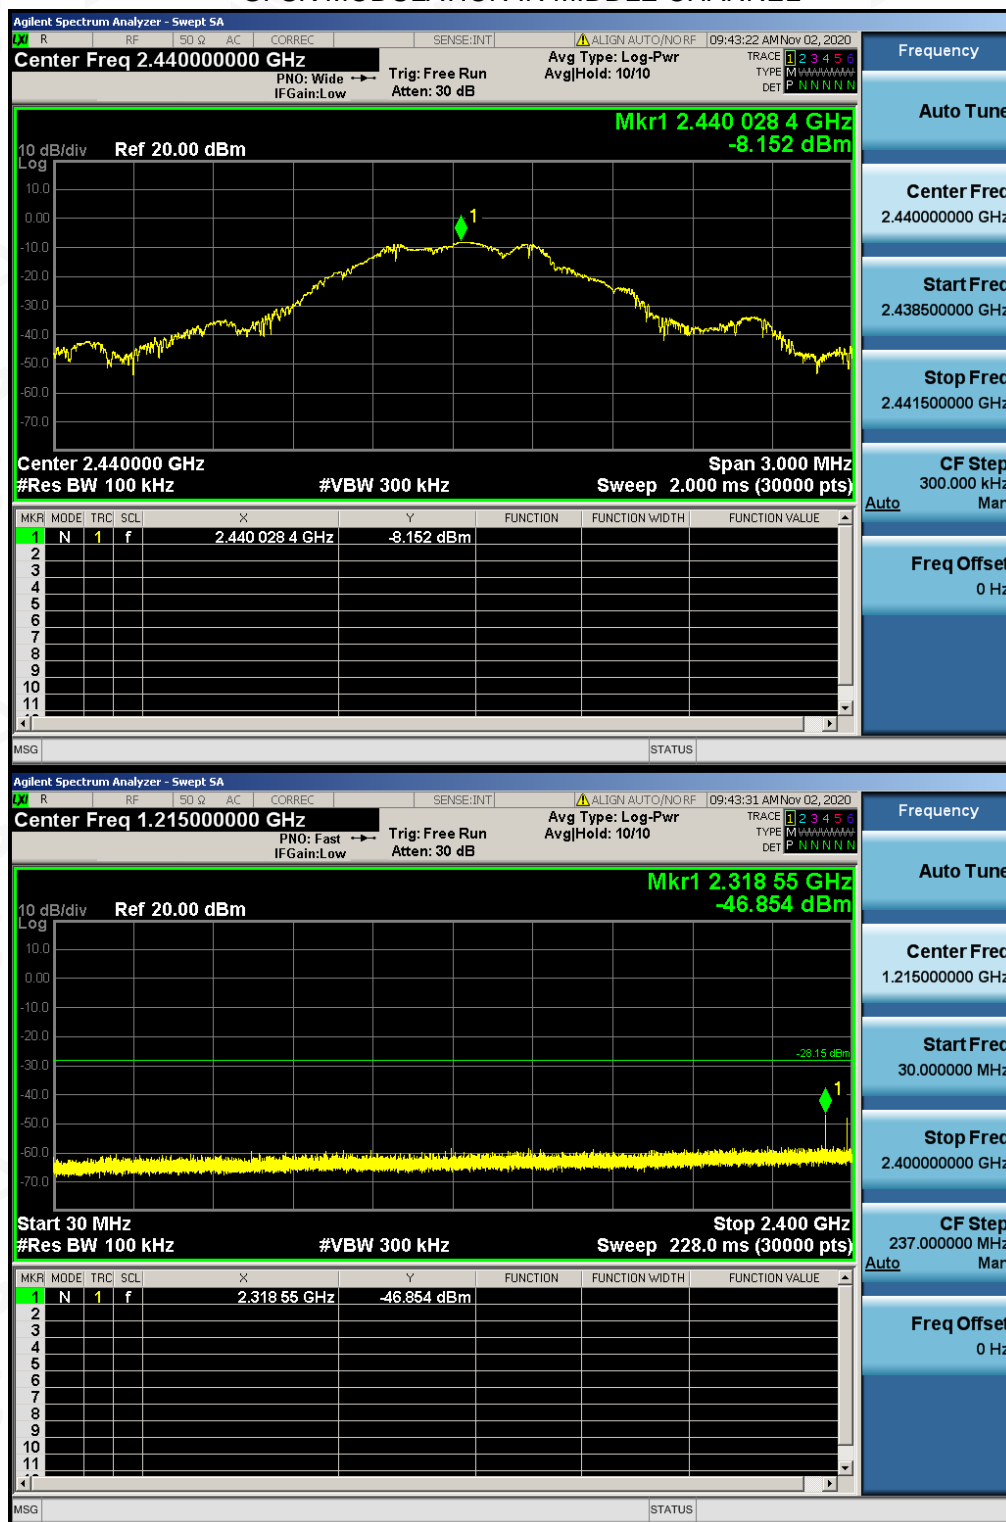 Agilent Spectrum Analyzer - Swept SA
LXI R RF 50 Ω AC CORREC SENSE:INT ALIGN AUTO/NO RF 09:43:22 AM Nov 02, 2020
Center Freq 2.440000000 GHz
PNO: Wide
IFGain:Low
Trig: Free Run
Atten: 30 dB
Avg Type: Log-Pwr
Avg|Hold: 10/10
TRACE 1 2 3 4 5 6
TYPE M WWWWW
DET P N N N N N
Mkr1 2.440 028 4 GHz
-8.152 dBm
10 dB/div Ref 20.00 dBm
Log
10.0
0.00
-10.0
-20.0
-30.0
-40.0
-50.0
-60.0
-70.0
1
Center 2.440000 GHz Span 3.000 MHz
#Res BW 100 kHz #VBW 300 kHz Sweep 2.000 ms (30000 pts)
MKR MODE TRC SCL X Y FUNCTION FUNCTION WIDTH FUNCTION VALUE
1 N 1 f 2.440 028 4 GHz -8.152 dBm
2
3
4
5
6
7
8
9
10
11
MSG STATUS
Frequency
Auto Tune
Center Freq
2.440000000 GHz
Start Freq
2.438500000 GHz
Stop Freq
2.441500000 GHz
CF Step
300.000 kHz
Auto Man
Freq Offset
0 Hz
Agilent Spectrum Analyzer - Swept SA
LXI R RF 50 Ω AC CORREC SENSE:INT ALIGN AUTO/NO RF 09:43:31 AM Nov 02, 2020
Center Freq 1.215000000 GHz
PNO: Fast
IFGain:Low
Trig: Free Run
Atten: 30 dB
Avg Type: Log-Pwr
Avg|Hold: 10/10
TRACE 1 2 3 4 5 6
TYPE M WWWWW
DET P N N N N N
Mkr1 2.318 55 GHz
-46.854 dBm
10 dB/div Ref 20.00 dBm
Log
10.0
0.00
-10.0
-20.0
-30.0
-40.0
-50.0
-60.0
-70.0
-28.15 dBm
1
Start 30 MHz Stop 2.400 GHz
#Res BW 100 kHz #VBW 300 kHz Sweep 228.0 ms (30000 pts)
MKR MODE TRC SCL X Y FUNCTION FUNCTION WIDTH FUNCTION VALUE
1 N 1 f 2.318 55 GHz -46.854 dBm
2
3
4
5
6
7
8
9
10
11
MSG STATUS
Frequency
Auto Tune
Center Freq
1.215000000 GHz
Start Freq
30.000000 MHz
Stop Freq
2.400000000 GHz
CF Step
237.000000 MHz
Auto Man
Freq Offset
0 Hz